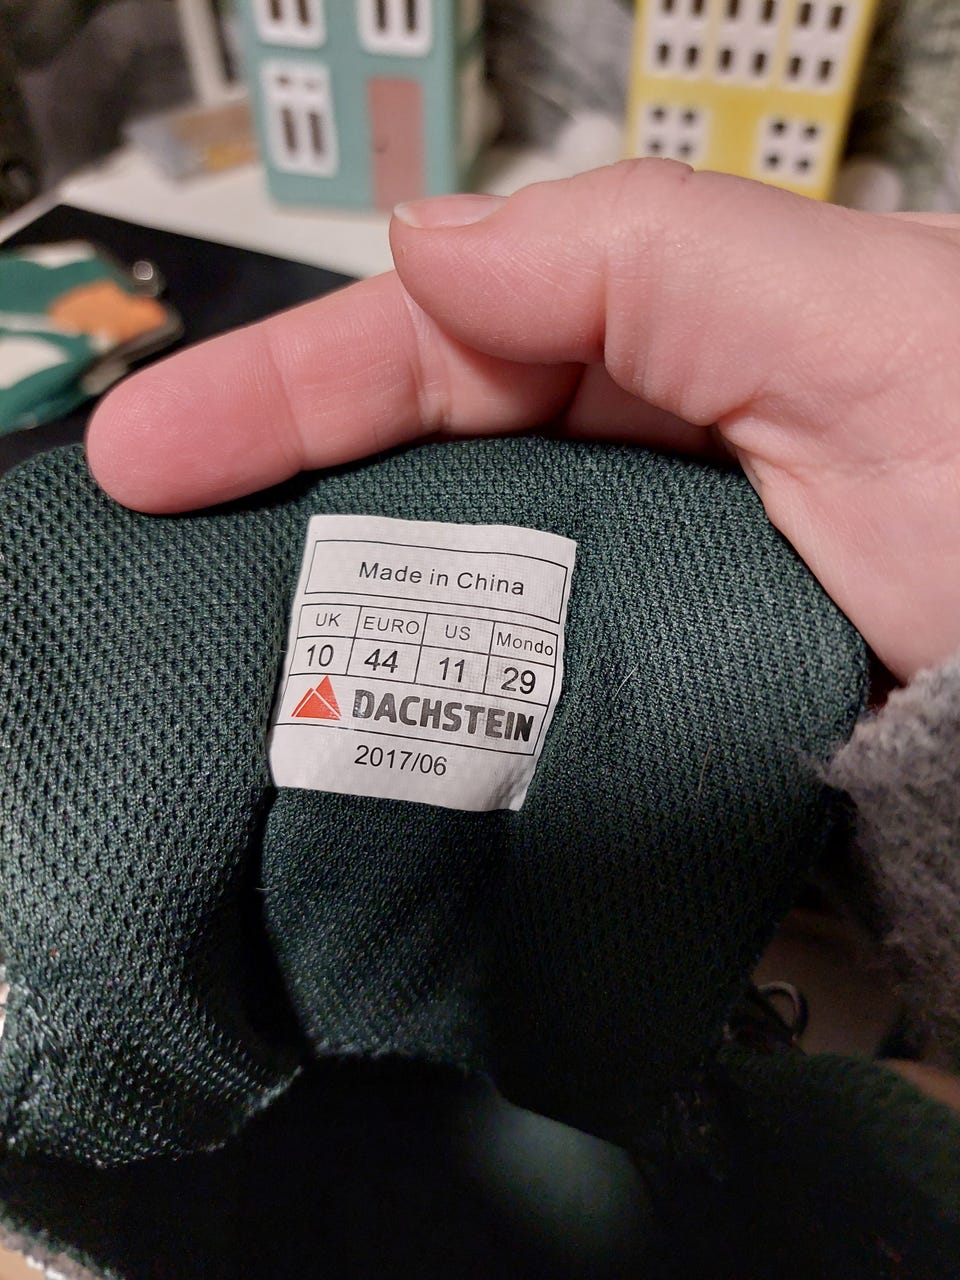 Made in China
UK EURO US Mondo
10 44 11 29
DACHSTEIN
2017/06